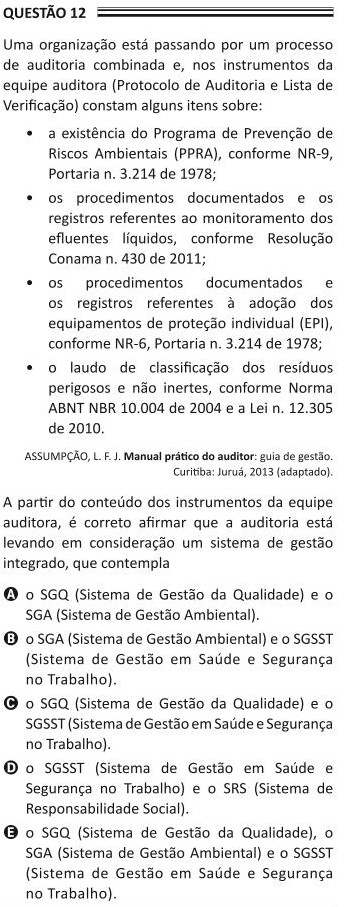 QUESTÃO 12
Uma organização está passando por um processo
de auditoria combinada e, nos instrumentos da
equipe auditora (Protocolo de Auditoria e Lista de
Verificação) constam alguns itens sobre:
• a existência do Programa de Prevenção de
Riscos Ambientais (PPRA), conforme NR-9,
Portaria n. 3.214 de 1978;
• os procedimentos documentados e os
registros referentes ao monitoramento dos
efluentes líquidos, conforme Resolução
Conama n. 430 de 2011;
• os procedimentos documentados e
os registros referentes à adoção dos
equipamentos de proteção individual (EPI),
conforme NR-6, Portaria n. 3.214 de 1978;
• o laudo de classificação dos resíduos
perigosos e não inertes, conforme Norma
ABNT NBR 10.004 de 2004 e a Lei n. 12.305
de 2010.
ASSUMPÇÃO, L. F. J. Manual prático do auditor: guia de gestão.
Curitiba: Juruá, 2013 (adaptado).
A partir do conteúdo dos instrumentos da equipe
auditora, é correto afirmar que a auditoria está
levando em consideração um sistema de gestão
integrado, que contempla
A o SGQ (Sistema de Gestão da Qualidade) e o
SGA (Sistema de Gestão Ambiental).
B o SGA (Sistema de Gestão Ambiental) e o SGSST
(Sistema de Gestão em Saúde e Segurança
no Trabalho).
C o SGQ (Sistema de Gestão da Qualidade) e o
SGSST (Sistema de Gestão em Saúde e Segurança
no Trabalho).
D o SGSST (Sistema de Gestão em Saúde e
Segurança no Trabalho) e o SRS (Sistema de
Responsabilidade Social).
E o SGQ (Sistema de Gestão da Qualidade), o
SGA (Sistema de Gestão Ambiental) e o SGSST
(Sistema de Gestão em Saúde e Segurança
no Trabalho).